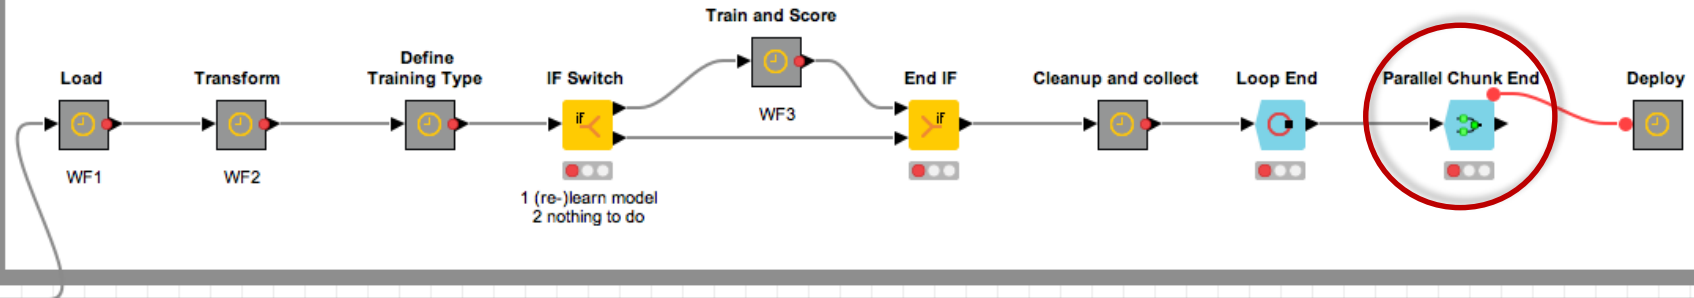 Train and Score
Define
Load
Transform
Training Type
IF Switch
End IF
Cleanup and collect
Loop End
Parallel Chunk End
Deploy
if
if
WF3
WF1
WF2
1 (re-)learn model
2 nothing to do